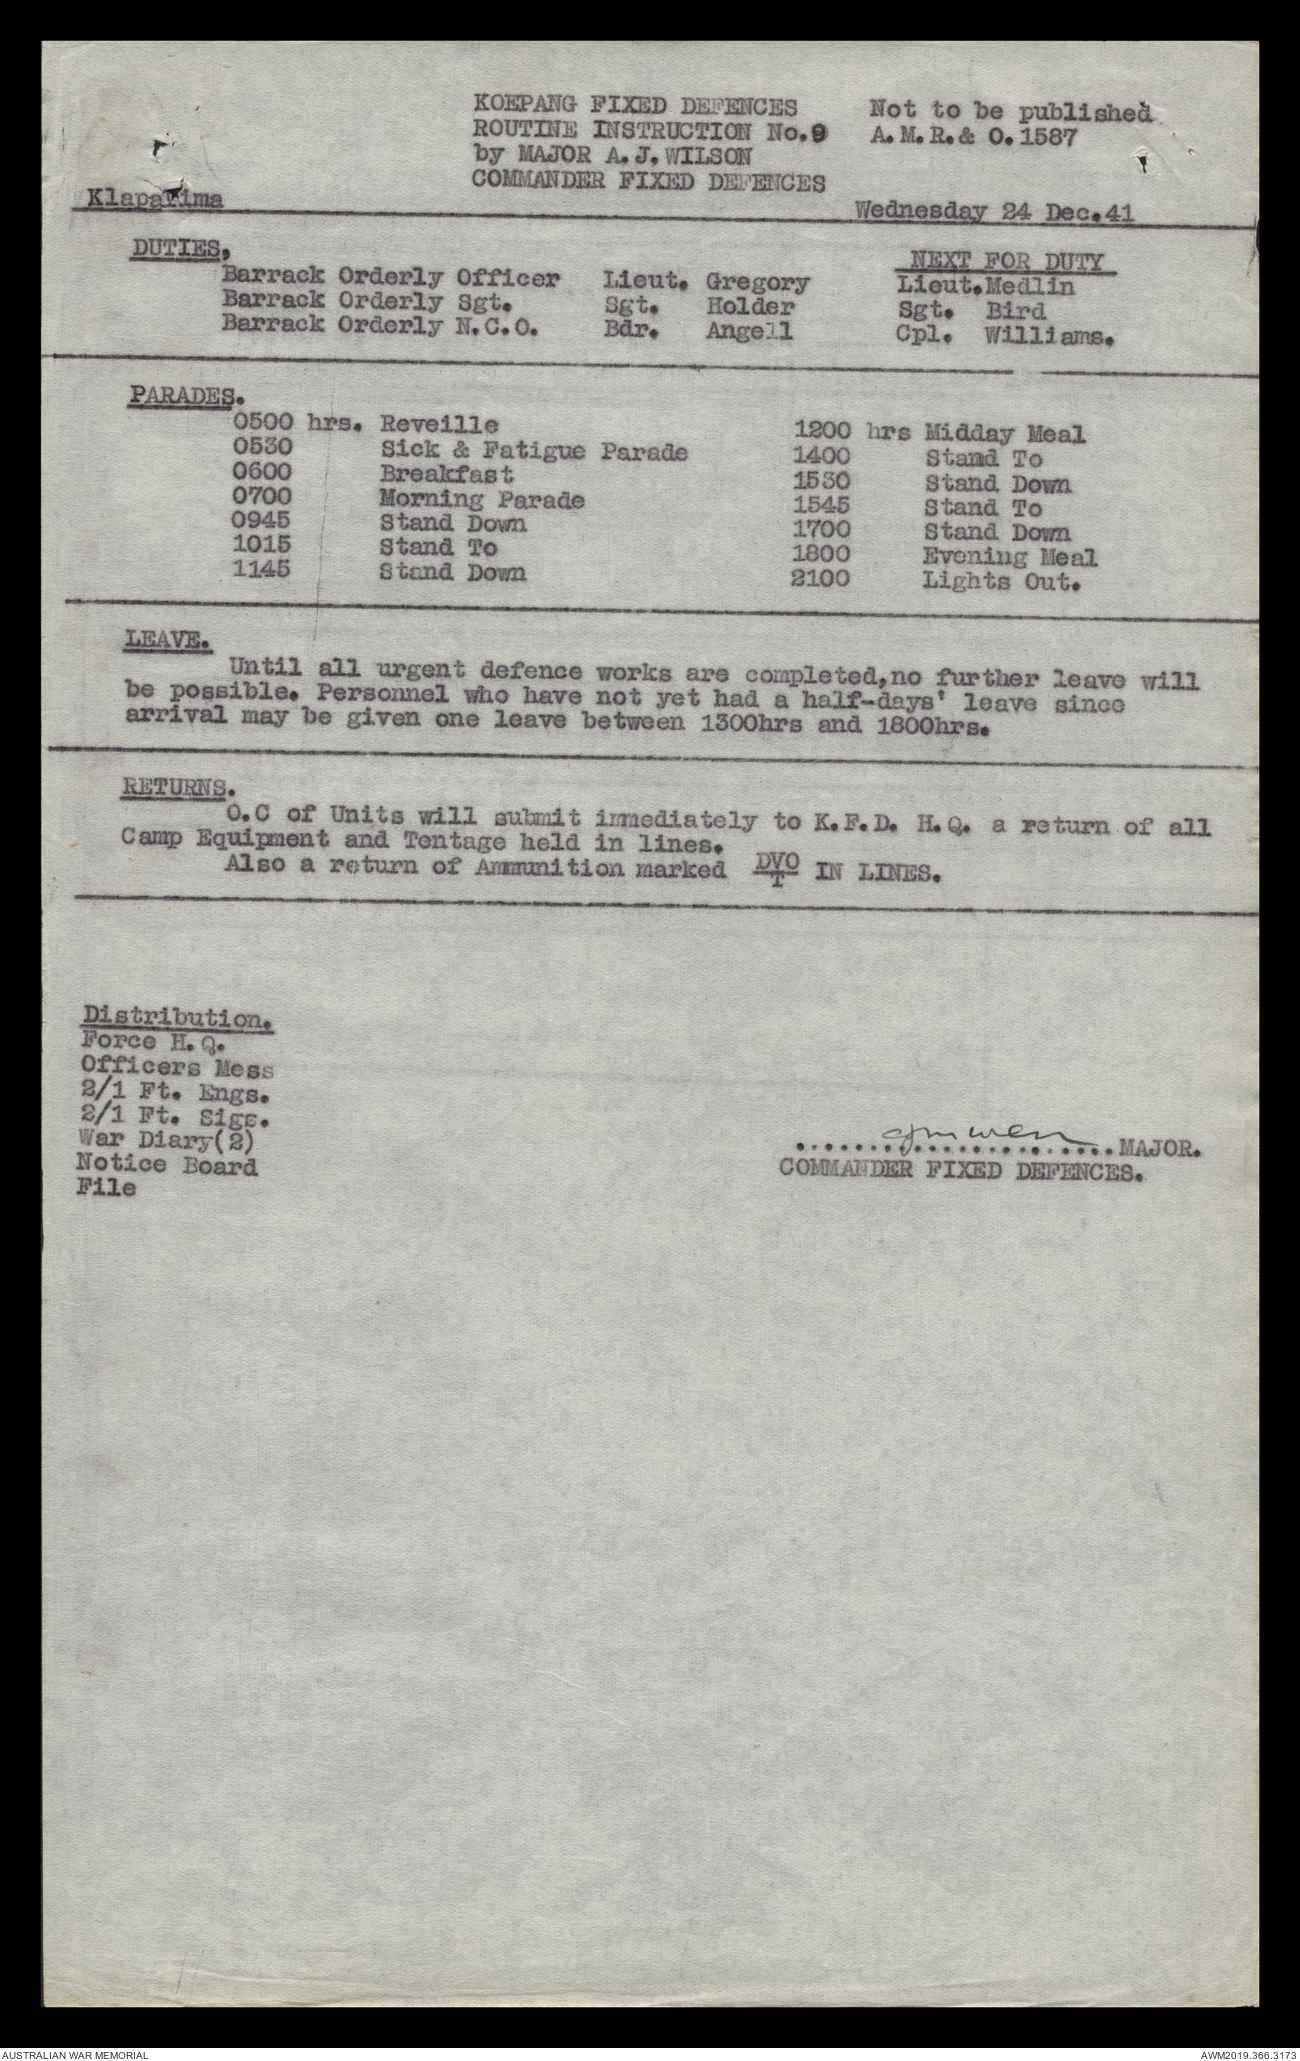 KOEPANG FIXED DEFENCES
ROUTINE INSTRUCTION No.9
by MAJOR A.J.WILSON
COMMANDER FIXED DEFENCES
Not to be published
A.M.R.& O.1587
Klapalima
Wednesday 24 Dec.41
DUTIES,
NEXT FOR DUTY
Barrack Orderly Officer Lieut. Gregory Lieut.Medlin
Barrack Orderly Sgt. Sgt. Holder Sgt. Bird
Barrack Orderly N.C.O. Bdr. Angell Cpl. Williams.
PARADES.
0500 hrs. Reveille
0530 Sick & Fatigue Parade
0600 Breakfast
0700 Morning Parade
0945 Stand Down
1015 Stand To
1145 Stand Down
1200 hrs Midday Meal
1400 Stand To
1530 Stand Down
1545 Stand To
1700 Stand Down
1800 Evening Meal
2100 Lights Out.
LEAVE.
Until all urgent defence works are completed,no further leave will
be possible. Personnel who have not yet had a half-days' leave since
arrival may be given one leave between 1300hrs and 1800hrs.
RETURNS.
O.C of Units will submit immediately to K.F.D. H.Q. a return of all
Camp Equipment and Tentage held in lines.
Also a return of Ammunition marked DVO/T IN LINES.
Distribution.
Force H.Q.
Officers Mess
2/1 Ft. Engs.
2/1 Ft. Sigs.
War Diary(2)
Notice Board
File
..............................MAJOR.
COMMANDER FIXED DEFENCES.
AUSTRALIAN WAR MEMORIAL
AWM2019.366.3173